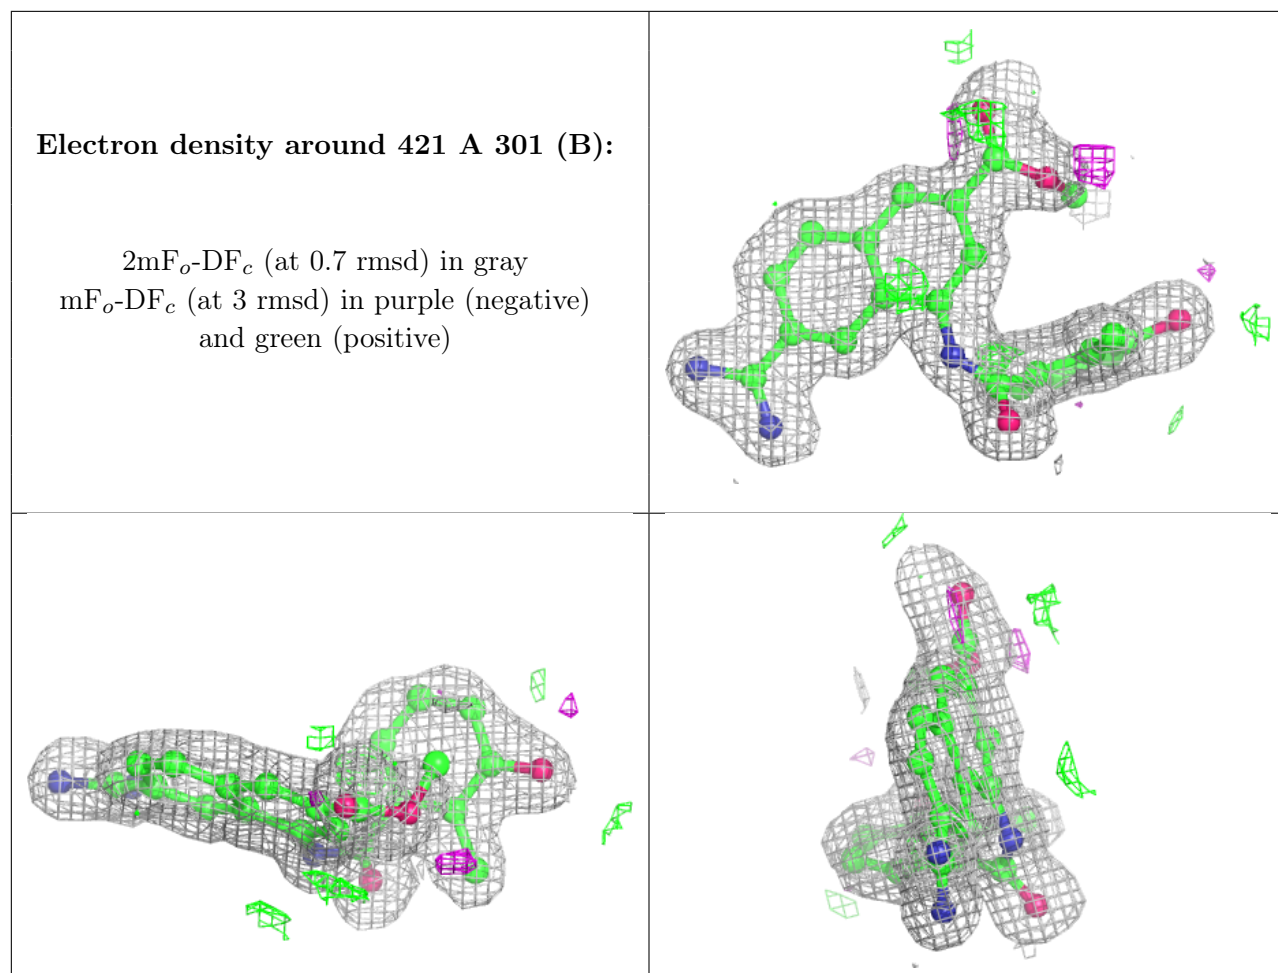 Electron density around 421 A 301 (B):
2mFₒ-DF𝒸 (at 0.7 rmsd) in gray
mFₒ-DF𝒸 (at 3 rmsd) in purple (negative)
and green (positive)